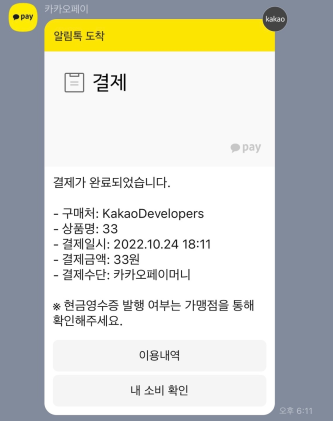 pay
카카오페이
kakao
알림톡 도착
결제
pay
결제가 완료되었습니다.
- 구매처: KakaoDevelopers
- 상품명: 33
- 결제일시: 2022.10.24 18:11
- 결제금액: 33원
- 결제수단: 카카오페이머니
※ 현금영수증 발행 여부는 가맹점을 통해
확인해주세요.
이용내역
내 소비 확인
오후 6:11